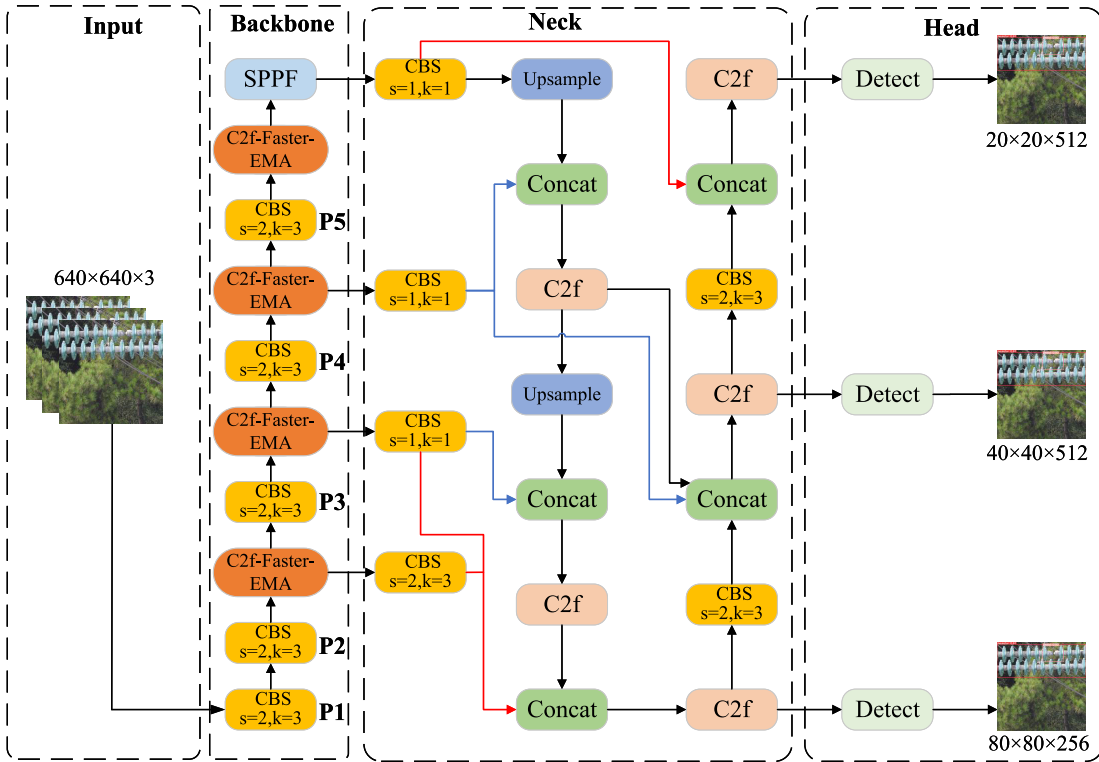 Input
Backbone
Neck
Head
SPPF
CBS
s=1,k=1
Upsample
C2f
Detect
20×20×512
C2f-Faster-
EMA
Concat
Concat
CBS
s=2,k=3
P5
640×640×3
C2f-Faster-
EMA
CBS
s=1,k=1
C2f
CBS
s=2,k=3
CBS
s=2,k=3
P4
Upsample
C2f
Detect
40×40×512
C2f-Faster-
EMA
CBS
s=1,k=1
CBS
s=2,k=3
P3
Concat
Concat
C2f-Faster-
EMA
CBS
s=2,k=3
C2f
CBS
s=2,k=3
CBS
s=2,k=3
P2
CBS
s=2,k=3
P1
Concat
C2f
Detect
80×80×256